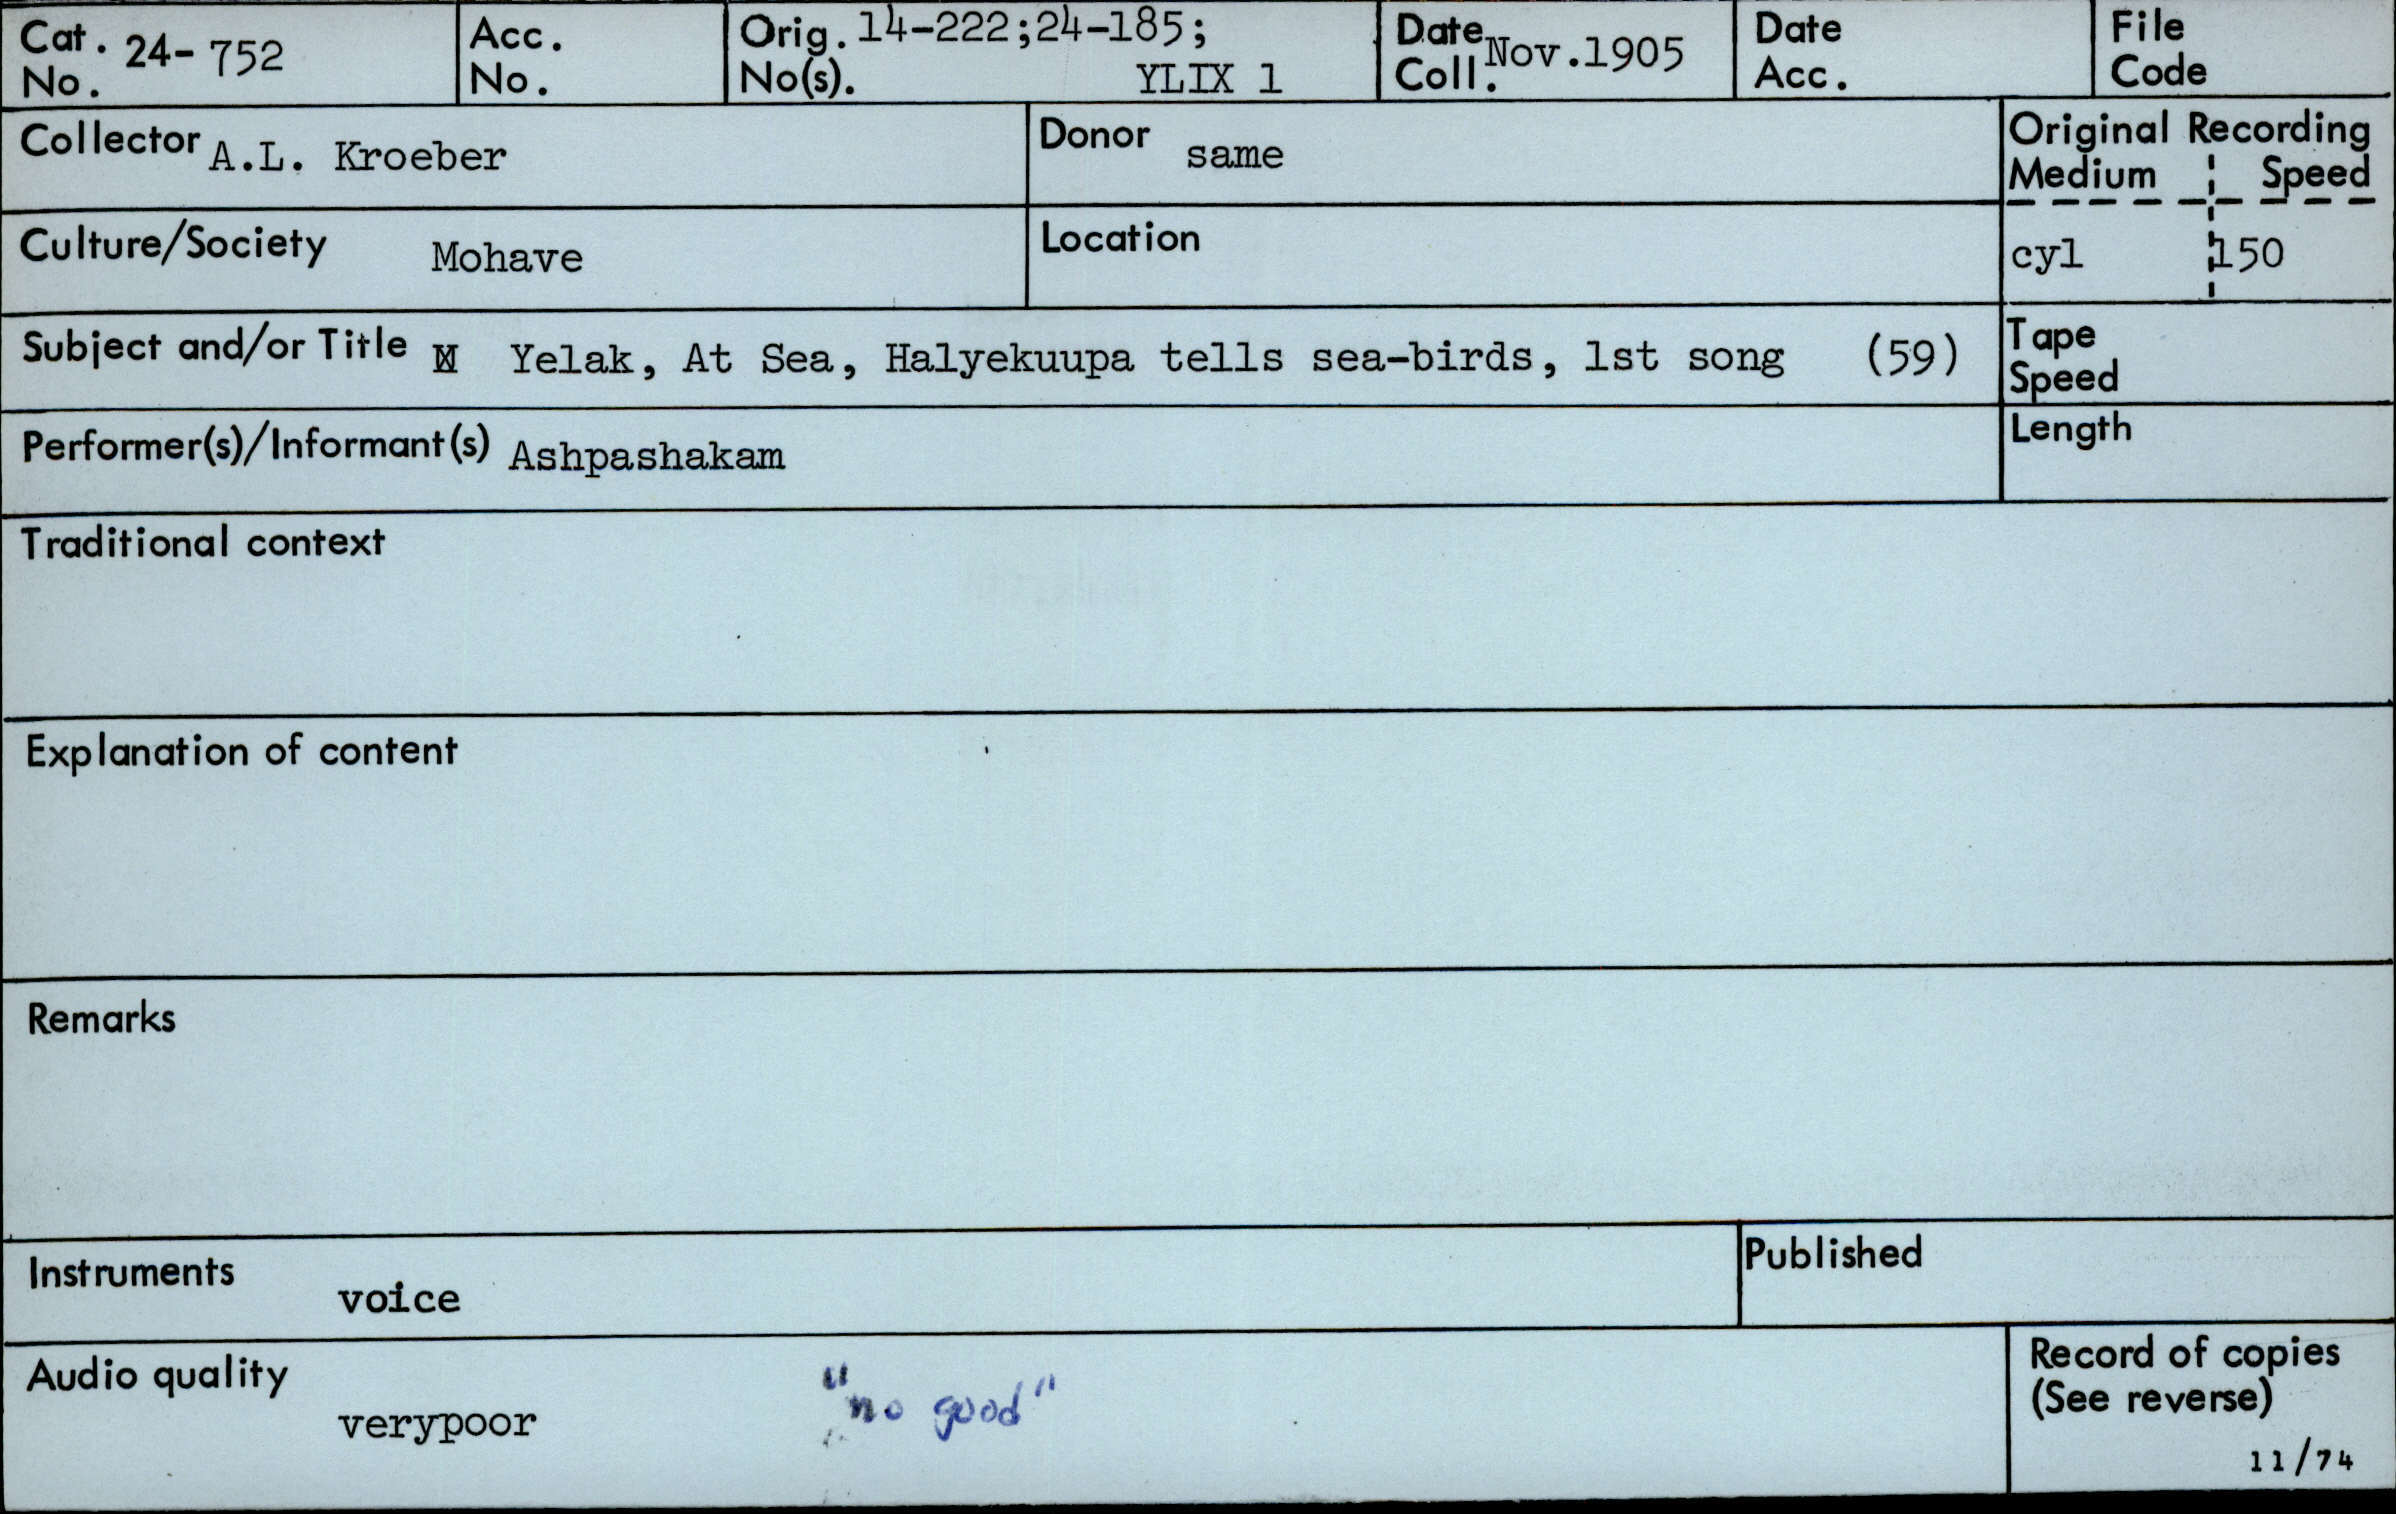 Cat. No. 24-752
Acc. No.
Orig. No(s). 14-222;24-185; YLIX 1
Date Coll. Nov.1905
Date Acc.
File Code
Collector A.L. Kroeber
Donor same
Original Recording
Medium Speed
Culture/Society Mohave
Location
cyl 150
Subject and/or Title Yelak, At Sea, Halyekuupa tells sea-birds, 1st song (59)
Tape Speed
Performer(s)/Informant(s) Ashpashakam
Length
Traditional context
Explanation of content
Remarks
Instruments voice
Published
Audio quality verypoor "no good"
Record of copies
(See reverse)
11/74